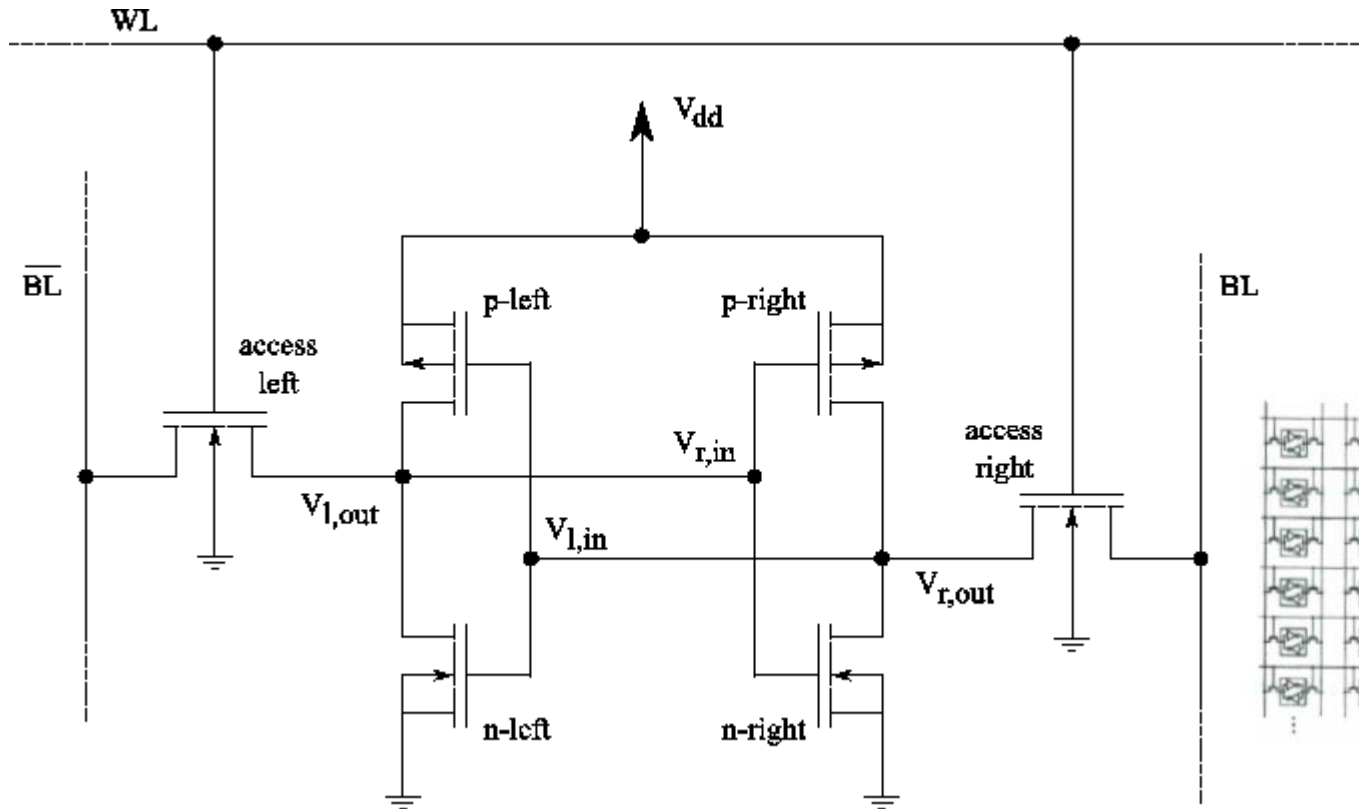 WL
V_dd
B̅L̅
BL
p-left
p-right
access
left
access
right
V_r,in
V_l,out
V_l,in
V_r,out
n-left
n-right